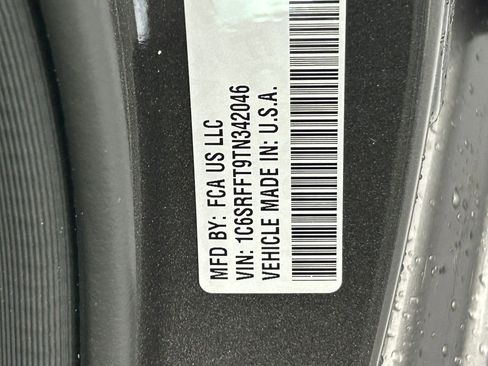 MFD BY: FCA US LLC
VIN: 1C6SRFFT9TN342046
VEHICLE MADE IN: U.S.A.